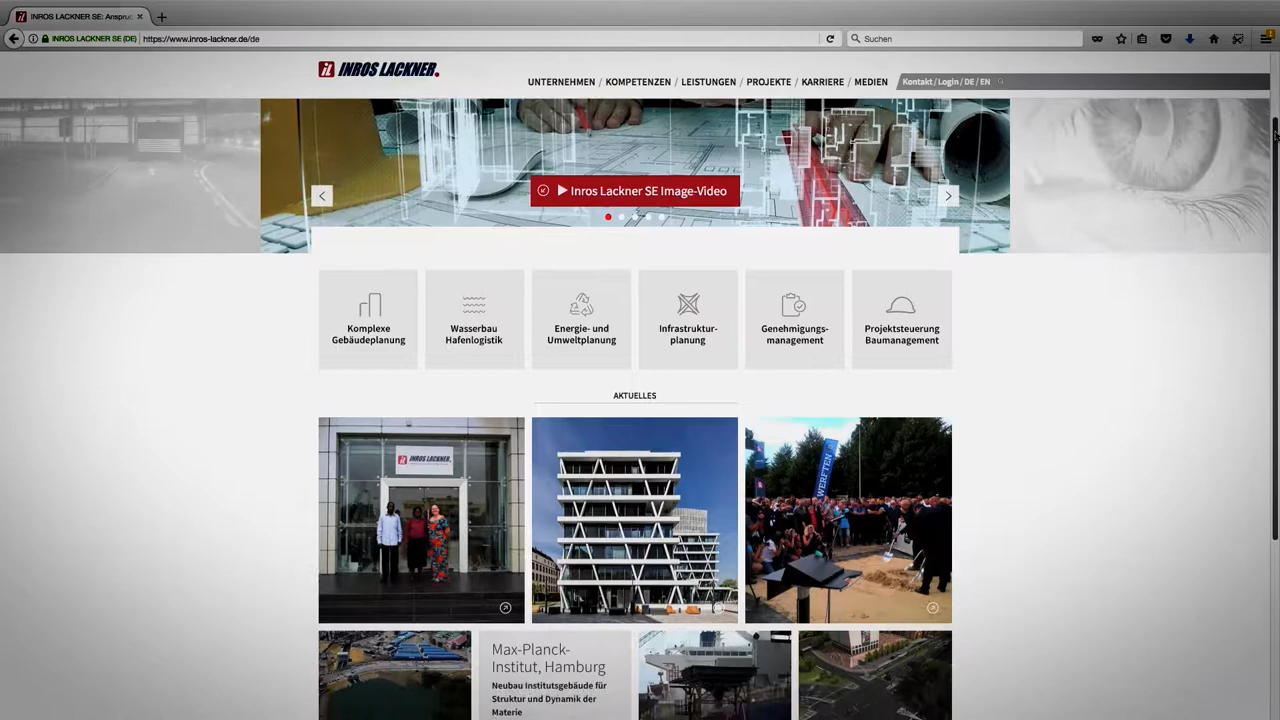 INROS LACKNER SE: Anspruc
INROS LACKNER SE (DE)
https://www.inros-lackner.de/de
Suchen
INROS LACKNER.
UNTERNEHMEN / KOMPETENZEN / LEISTUNGEN / PROJEKTE / KARRIERE / MEDIEN
Kontakt / Login / DE / EN
Inros Lackner SE Image-Video
Komplexe
Gebäudeplanung
Wasserbau
Hafenlogistik
Energie- und
Umweltplanung
Infrastruktur-
planung
Genehmigungs-
management
Projektsteuerung
Baumanagement
AKTUELLES
INROS LACKNER.
WERFTEN
Max-Planck-
Institut, Hamburg
Neubau Institutsgebäude für
Struktur und Dynamik der
Materie